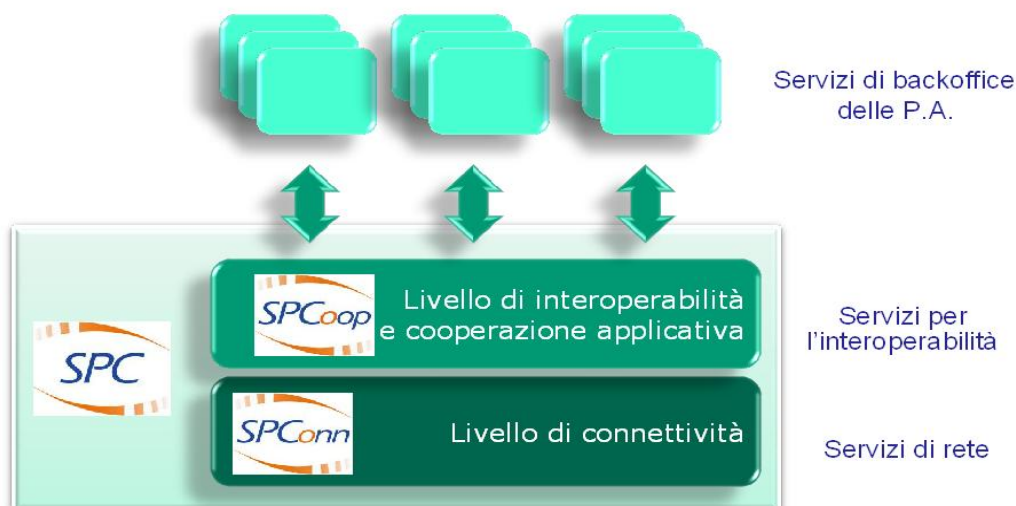 Servizi di backoffice
delle P.A.
SPCoop
Livello di interoperabilità
e cooperazione applicativa
Servizi per
l'interoperabilità
SPC
SPConn
Livello di connettività
Servizi di rete